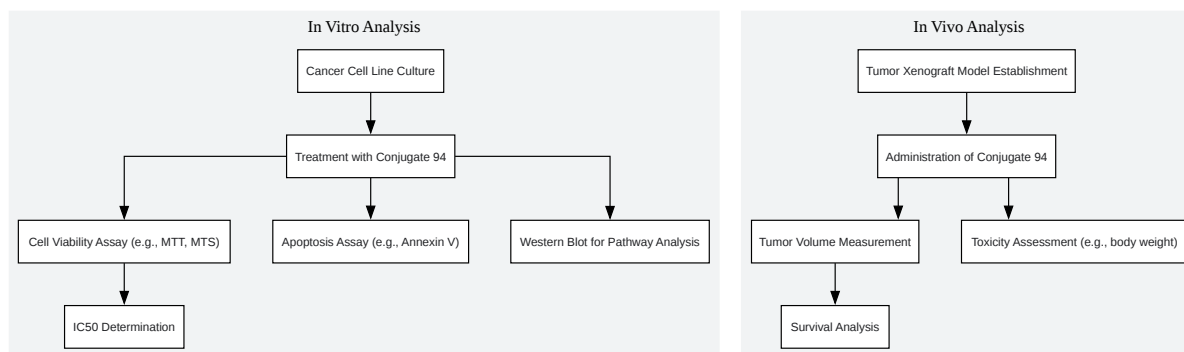 In Vitro Analysis
Cancer Cell Line Culture
Treatment with Conjugate 94
Cell Viability Assay (e.g., MTT, MTS)
Apoptosis Assay (e.g., Annexin V)
Western Blot for Pathway Analysis
IC50 Determination
In Vivo Analysis
Tumor Xenograft Model Establishment
Administration of Conjugate 94
Tumor Volume Measurement
Toxicity Assessment (e.g., body weight)
Survival Analysis